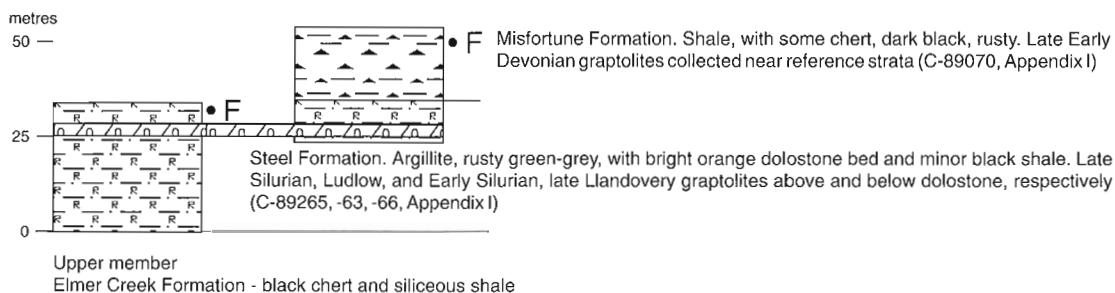 metres
50
F
Misfortune Formation. Shale, with some chert, dark black, rusty. Late Early
Devonian graptolites collected near reference strata (C-89070, Appendix I)
F
25
Steel Formation. Argillite, rusty green-grey, with bright orange dolostone bed and minor black shale. Late
Silurian, Ludlow, and Early Silurian, late Llandovery graptolites above and below dolostone, respectively
(C-89265, -63, -66, Appendix I)
0
Upper member
Elmer Creek Formation - black chert and siliceous shale